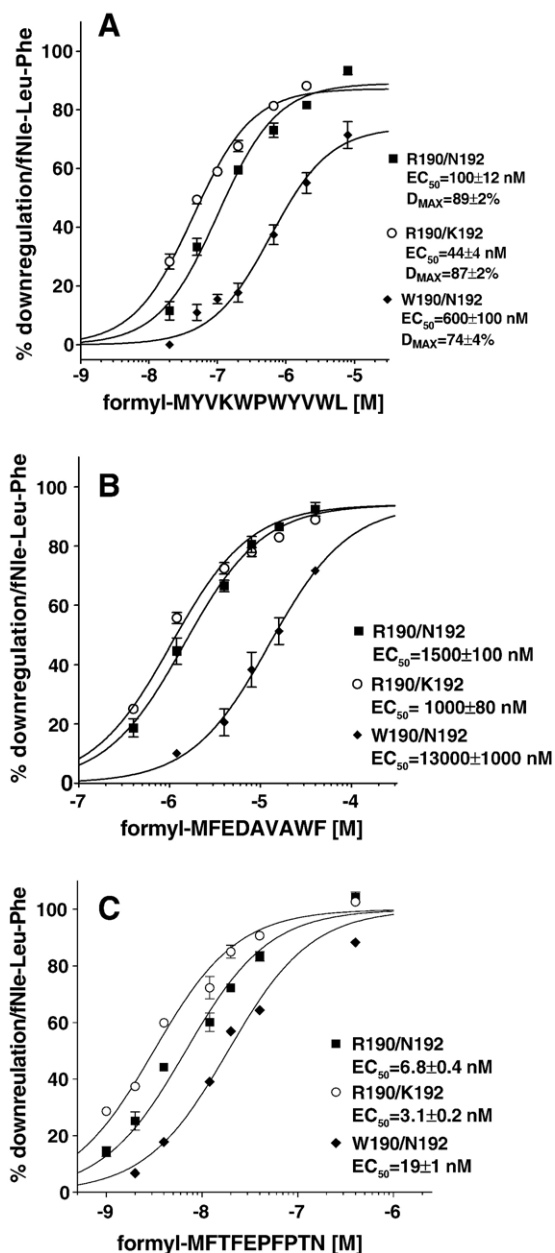 A
% downregulation/fNle-Leu-Phe
100
80
60
40
20
0
-9 -8 -7 -6 -5
formyl-MYVKWPWYVWL [M]
■ R190/N192
EC50=100±12 nM
DMAX=89±2%
○ R190/K192
EC50=44±4 nM
DMAX=87±2%
◆ W190/N192
EC50=600±100 nM
DMAX=74±4%
B
% downregulation/fNle-Leu-Phe
100
80
60
40
20
0
-7 -6 -5 -4
formyl-MFEDAVAWF [M]
■ R190/N192
EC50=1500±100 nM
○ R190/K192
EC50= 1000±80 nM
◆ W190/N192
EC50=13000±1000 nM
C
% downreulation/fNle-Leu-Phe
100
80
60
40
20
0
-9 -8 -7 -6
formyl-MFTFEPFPTN [M]
■ R190/N192
EC50=6.8±0.4 nM
○ R190/K192
EC50=3.1±0.2 nM
◆ W190/N192
EC50=19±1 nM